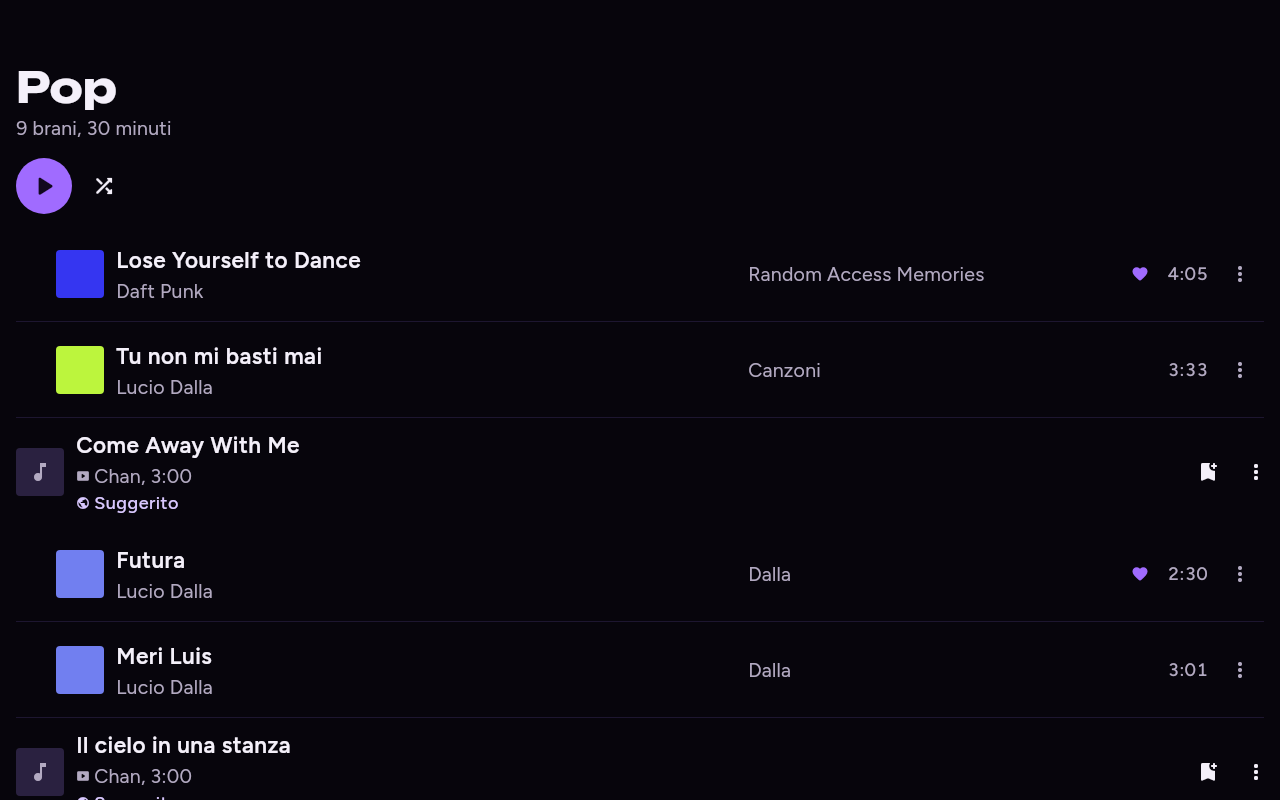 Pop
9 brani, 30 minuti
Lose Yourself to Dance
Daft Punk
Random Access Memories
4:05
Tu non mi basti mai
Lucio Dalla
Canzoni
3:33
Come Away With Me
Chan, 3:00
Suggerito
Futura
Lucio Dalla
Dalla
2:30
Meri Luis
Lucio Dalla
Dalla
3:01
Il cielo in una stanza
Chan, 3:00